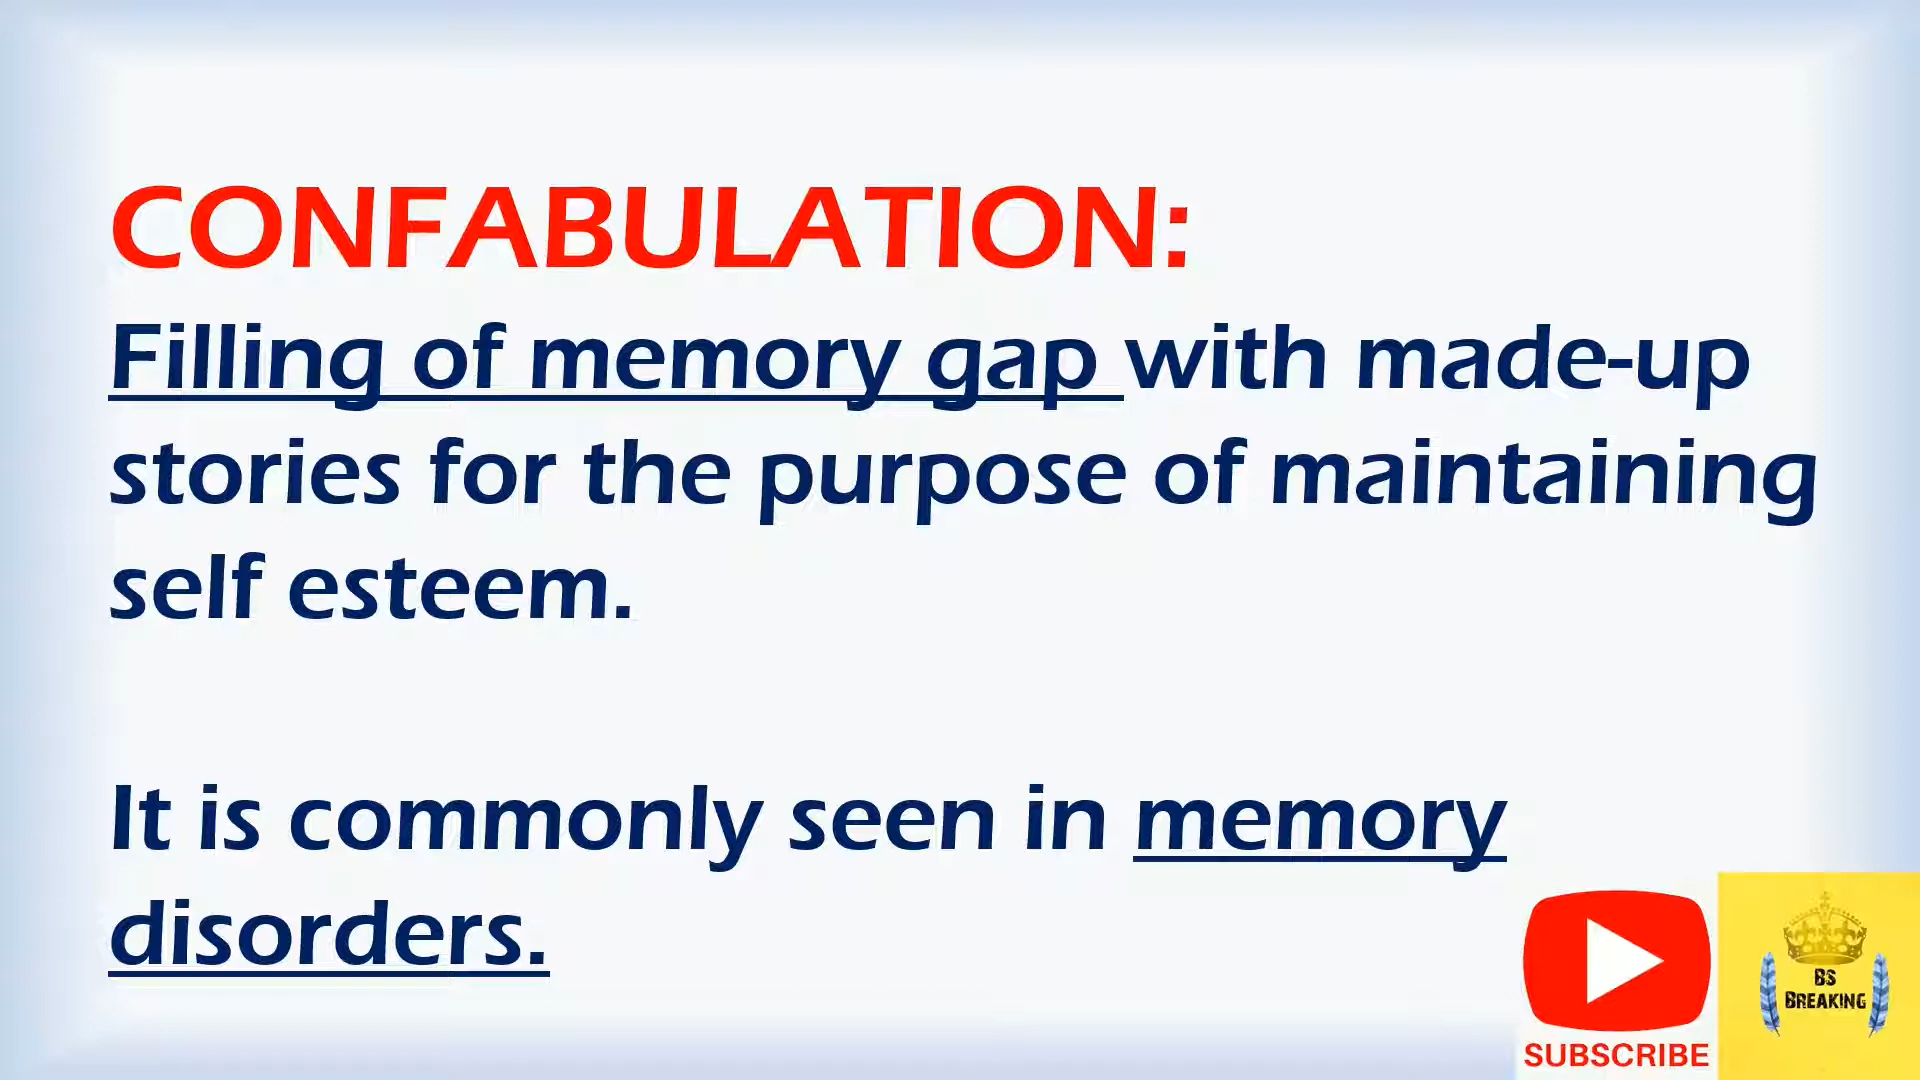 CONFABULATION:
Filling of memory gap with made-up
stories for the purpose of maintaining
self esteem.
It is commonly seen in memory
disorders.
SUBSCRIBE
BS
BREAKING